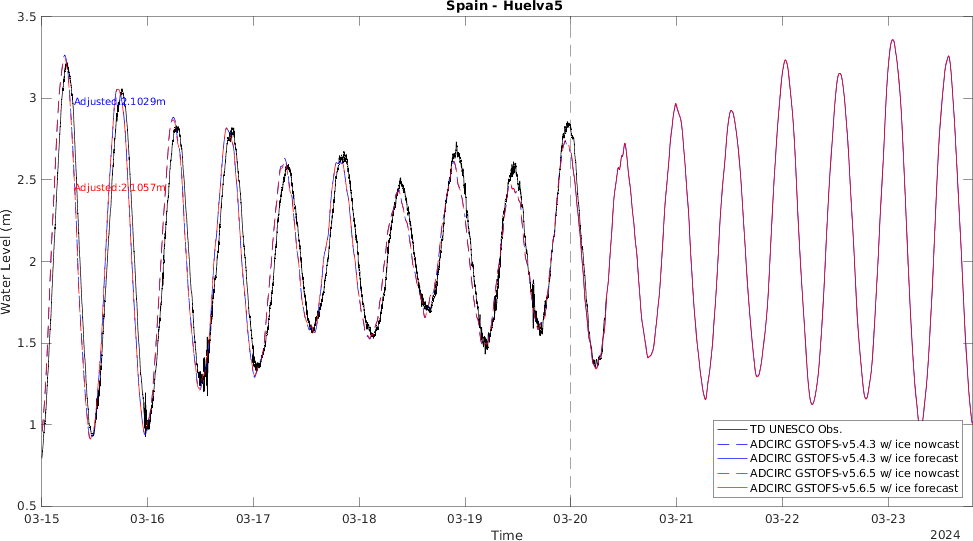 Spain - Huelva5
3.5
3
2.5
2
1.5
1
0.5
Water Level (m)
Adjusted:2.1029m
Adjusted:2.1057m
TD UNESCO Obs.
ADCIRC GSTOFS-v5.4.3 w/ ice nowcast
ADCIRC GSTOFS-v5.4.3 w/ ice forecast
ADCIRC GSTOFS-v5.6.5 w/ ice nowcast
ADCIRC GSTOFS-v5.6.5 w/ ice forecast
03-15 03-16 03-17 03-18 03-19 03-20 03-21 03-22 03-23
Time
2024